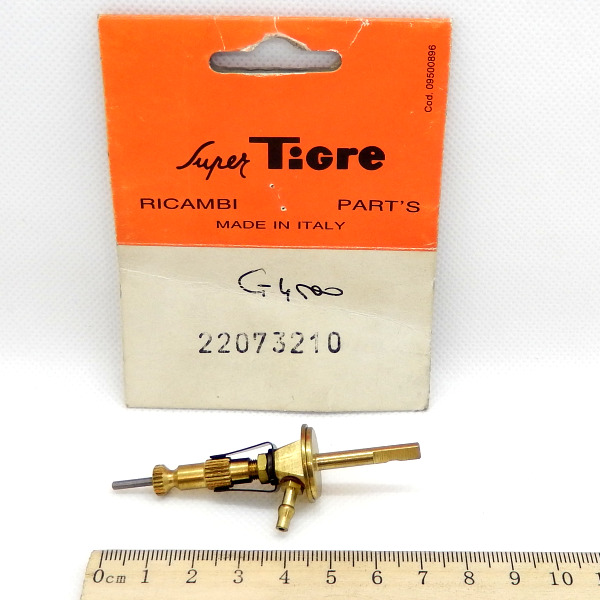 Cod. 09500896
Super Tigre
RICAMBI PART'S
MADE IN ITALY
G4500
22073210
0cm 1 2 3 4 5 6 7 8 9 10